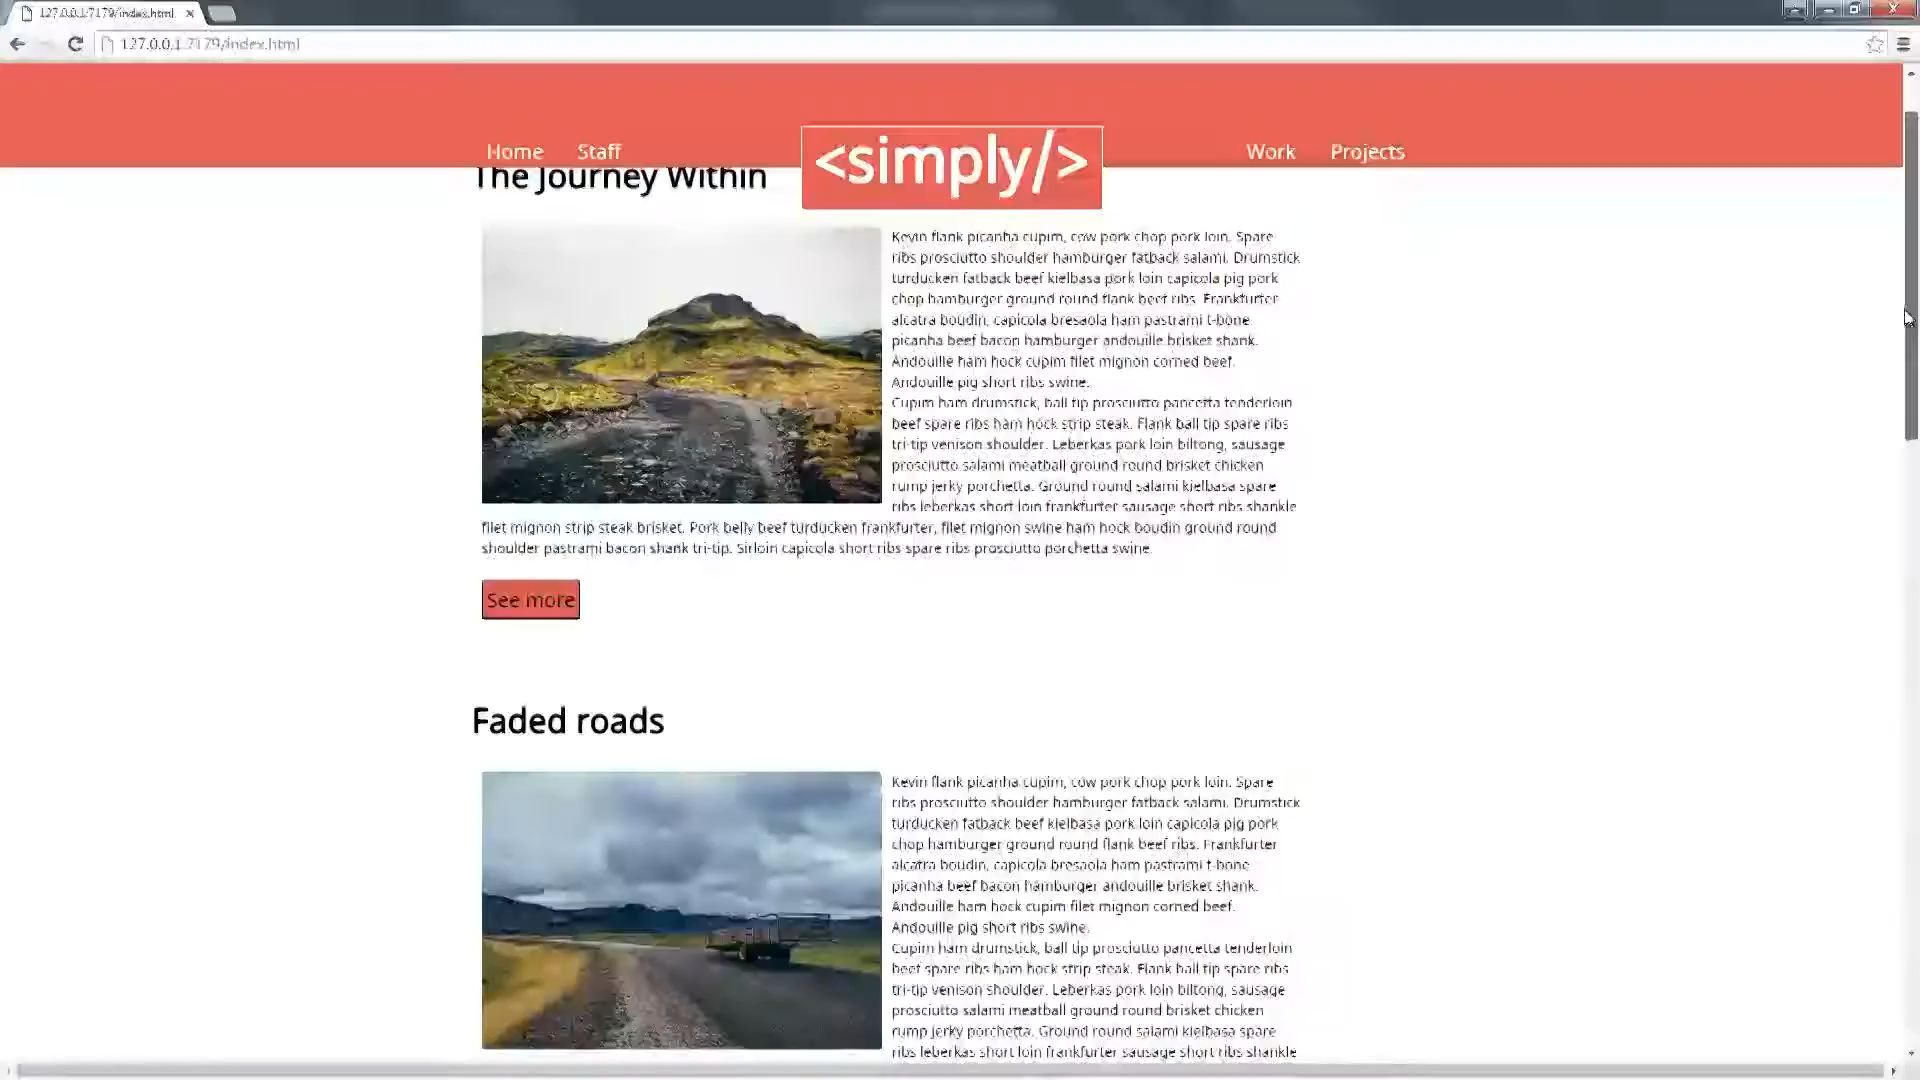 127.0.0.1:7179/index.html
127.0.0.1:7179/index.html
Home Staff <simply/> Work Projects
The Journey Within
Kevin flank picanha cupim, cow pork chop pork loin. Spare
ribs prosciutto shoulder hamburger fatback salami. Drumstick
turducken fatback beef kielbasa pork loin capicola pig pork
chop hamburger ground round flank beef ribs. Frankfurter
alcatra boudin, capicola bresaola ham pastrami t-bone
picanha beef bacon hamburger andouille brisket shank.
Andouille ham hock cupim filet mignon corned beef.
Andouille pig short ribs swine.
Cupim ham drumstick, ball tip prosciutto pancetta tenderloin
beef spare ribs ham hock strip steak. Flank ball tip spare ribs
tri-tip venison shoulder. Leberkas pork loin biltong, sausage
prosciutto salami meatball ground round brisket chicken
rump jerky porchetta. Ground round salami kielbasa spare
ribs leberkas short loin frankfurter sausage short ribs shankle
filet mignon strip steak brisket. Pork belly beef turducken frankfurter, filet mignon swine ham hock boudin ground round
shoulder pastrami bacon shank tri-tip. Sirloin capicola short ribs spare ribs prosciutto porchetta swine.
See more
Faded roads
Kevin flank picanha cupim, cow pork chop pork loin. Spare
ribs prosciutto shoulder hamburger fatback salami. Drumstick
turducken fatback beef kielbasa pork loin capicola pig pork
chop hamburger ground round flank beef ribs. Frankfurter
alcatra boudin, capicola bresaola ham pastrami t-bone
picanha beef bacon hamburger andouille brisket shank.
Andouille ham hock cupim filet mignon corned beef.
Andouille pig short ribs swine.
Cupim ham drumstick, ball tip prosciutto pancetta tenderloin
beef spare ribs ham hock strip steak. Flank ball tip spare ribs
tri-tip venison shoulder. Leberkas pork loin biltong, sausage
prosciutto salami meatball ground round brisket chicken
rump jerky porchetta. Ground round salami kielbasa spare
ribs leberkas short loin frankfurter sausage short ribs shankle